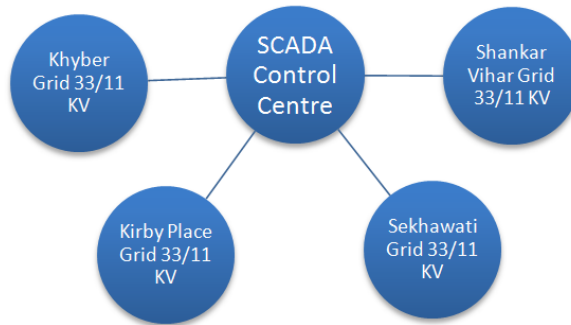 Khyber
Grid 33/11
KV
SCADA
Control
Centre
Shankar
Vihar Grid
33/11 KV
Kirby Place
Grid 33/11
KV
Sekhawati
Grid 33/11
KV